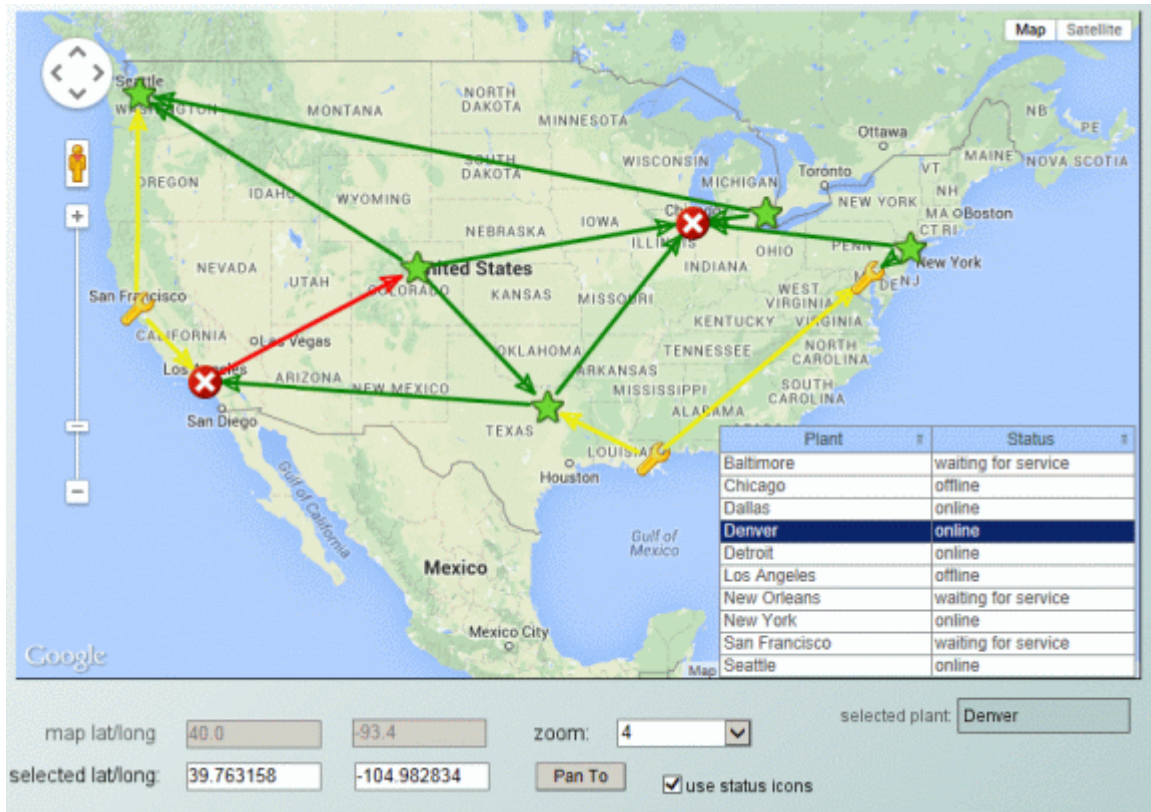 Map Satellite
Seattle
WASHINGTON
MONTANA
NORTH
DAKOTA
MINNESOTA
Ottawa
NB
PE
MAINE
NOVA SCOTIA
OREGON
IDAHO
WYOMING
SOUTH
DAKOTA
WISCONSIN
MICHIGAN
Toronto
VT
NH
NEW YORK
MA
Boston
CT RI
IOWA
NEBRASKA
ILLINOIS
INDIANA
OHIO
PENN
New York
NEVADA
UTAH
COLORADO
United States
KANSAS
MISSOURI
WEST
VIRGINIA
DE NJ
San Francisco
KENTUCKY
VIRGINIA
CALIFORNIA
Las Vegas
OKLAHOMA
TENNESSEE
NORTH
CAROLINA
Los Angeles
ARIZONA
NEW MEXICO
ARKANSAS
MISSISSIPPI
SOUTH
CAROLINA
San Diego
TEXAS
ALABAMA
LOUISIANA
Houston
Gulf of California
Gulf of
Mexico
Mexico
Mexico City
Google
Map
Plant Status
Baltimore waiting for service
Chicago offline
Dallas online
Denver online
Detroit online
Los Angeles offline
New Orleans waiting for service
New York online
San Francisco waiting for service
Seattle online
map lat/long 40.0 -93.4 zoom: 4 selected plant: Denver
selected lat/long: 39.763158 -104.982834 Pan To use status icons